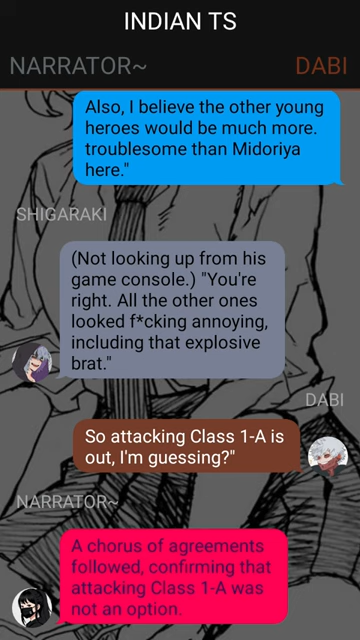 INDIAN TS
NARRATOR~ DABI
Also, I believe the other young
heroes would be much more.
troublesome than Midoriya
here."
SHIGARAKI
(Not looking up from his
game console.) "You're
right. All the other ones
looked f*cking annoying,
including that explosive
brat."
DABI
So attacking Class 1-A is
out, I'm guessing?"
NARRATOR~
A chorus of agreements
followed, confirming that
attacking Class 1-A was
not an option.